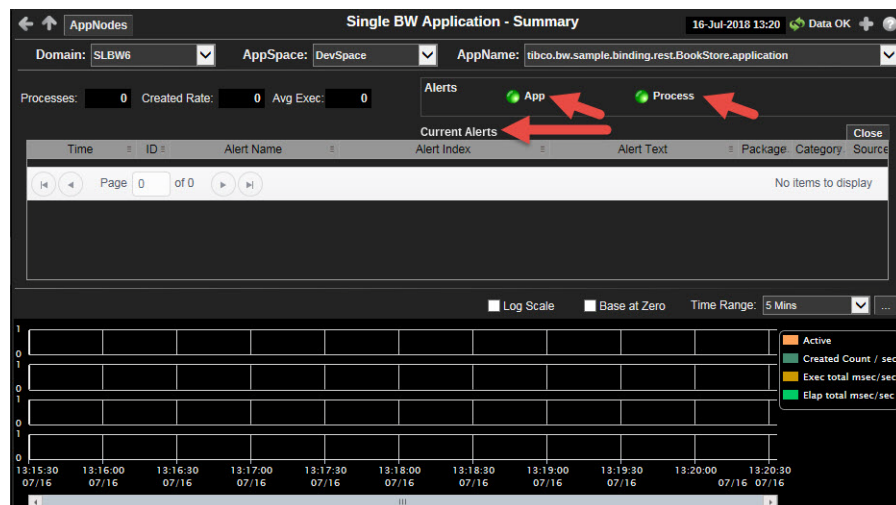 AppNodes Single BW Application - Summary 16-Jul-2018 13:20 Data OK
Domain: SLBW6 AppSpace: DevSpace AppName: tibco.bw.sample.binding.rest.BookStore.application
Alerts
Processes: 0 Created Rate: 0 Avg Exec: 0 App Process
Current Alerts Close
Time ID Alert Name Alert Index Alert Text Package Category Source
Page 0 of 0 No items to display
Log Scale Base at Zero Time Range: 5 Mins ...
1
0
1
0
1
0
1
0
Active
Created Count / sec
Exec total msec/sec
Elap total msec/sec
13:15:30 13:16:00 13:16:30 13:17:00 13:17:30 13:18:00 13:18:30 13:19:00 13:19:30 13:20:00 13:20:30
07/16 07/16 07/16 07/16 07/16 07/16 07/16 07/16 07/16 07/16 07/16